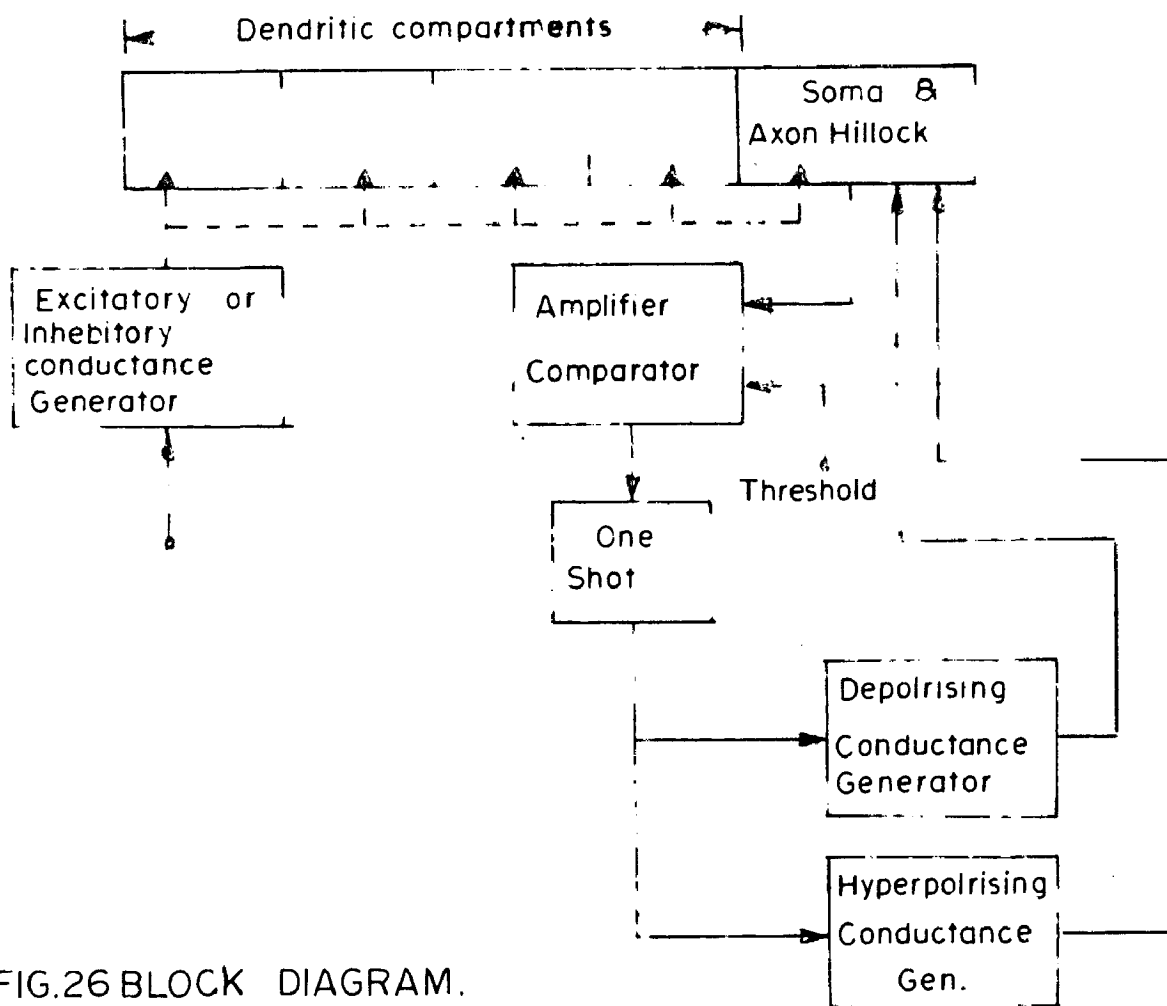 Dendritic compartments
Soma &
Axon Hillock
Excitatory or
Inhebitory
conductance
Generator
Amplifier
Comparator
Threshold
One
Shot
Depolrising
Conductance
Generator
Hyperpolrising
Conductance
Gen.
FIG.26 BLOCK DIAGRAM.